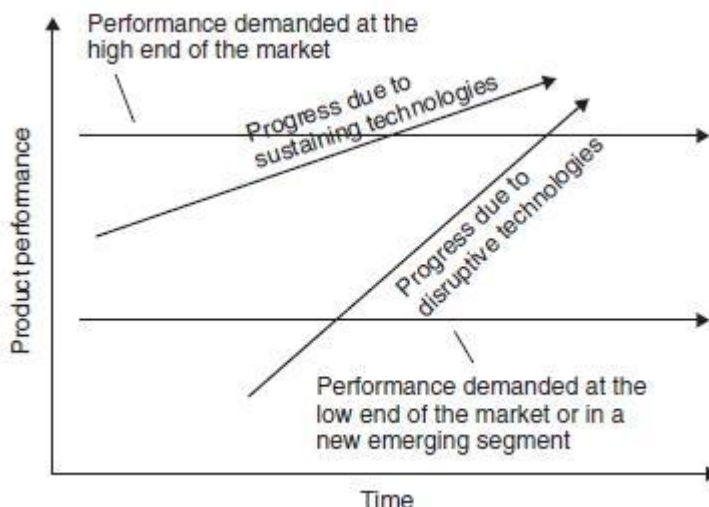 Performance demanded at the
high end of the market
Progress due to
sustaining technologies
Product performance
Progress due to
disruptive technologies
Performance demanded at the
low end of the market or in a
new emerging segment
Time